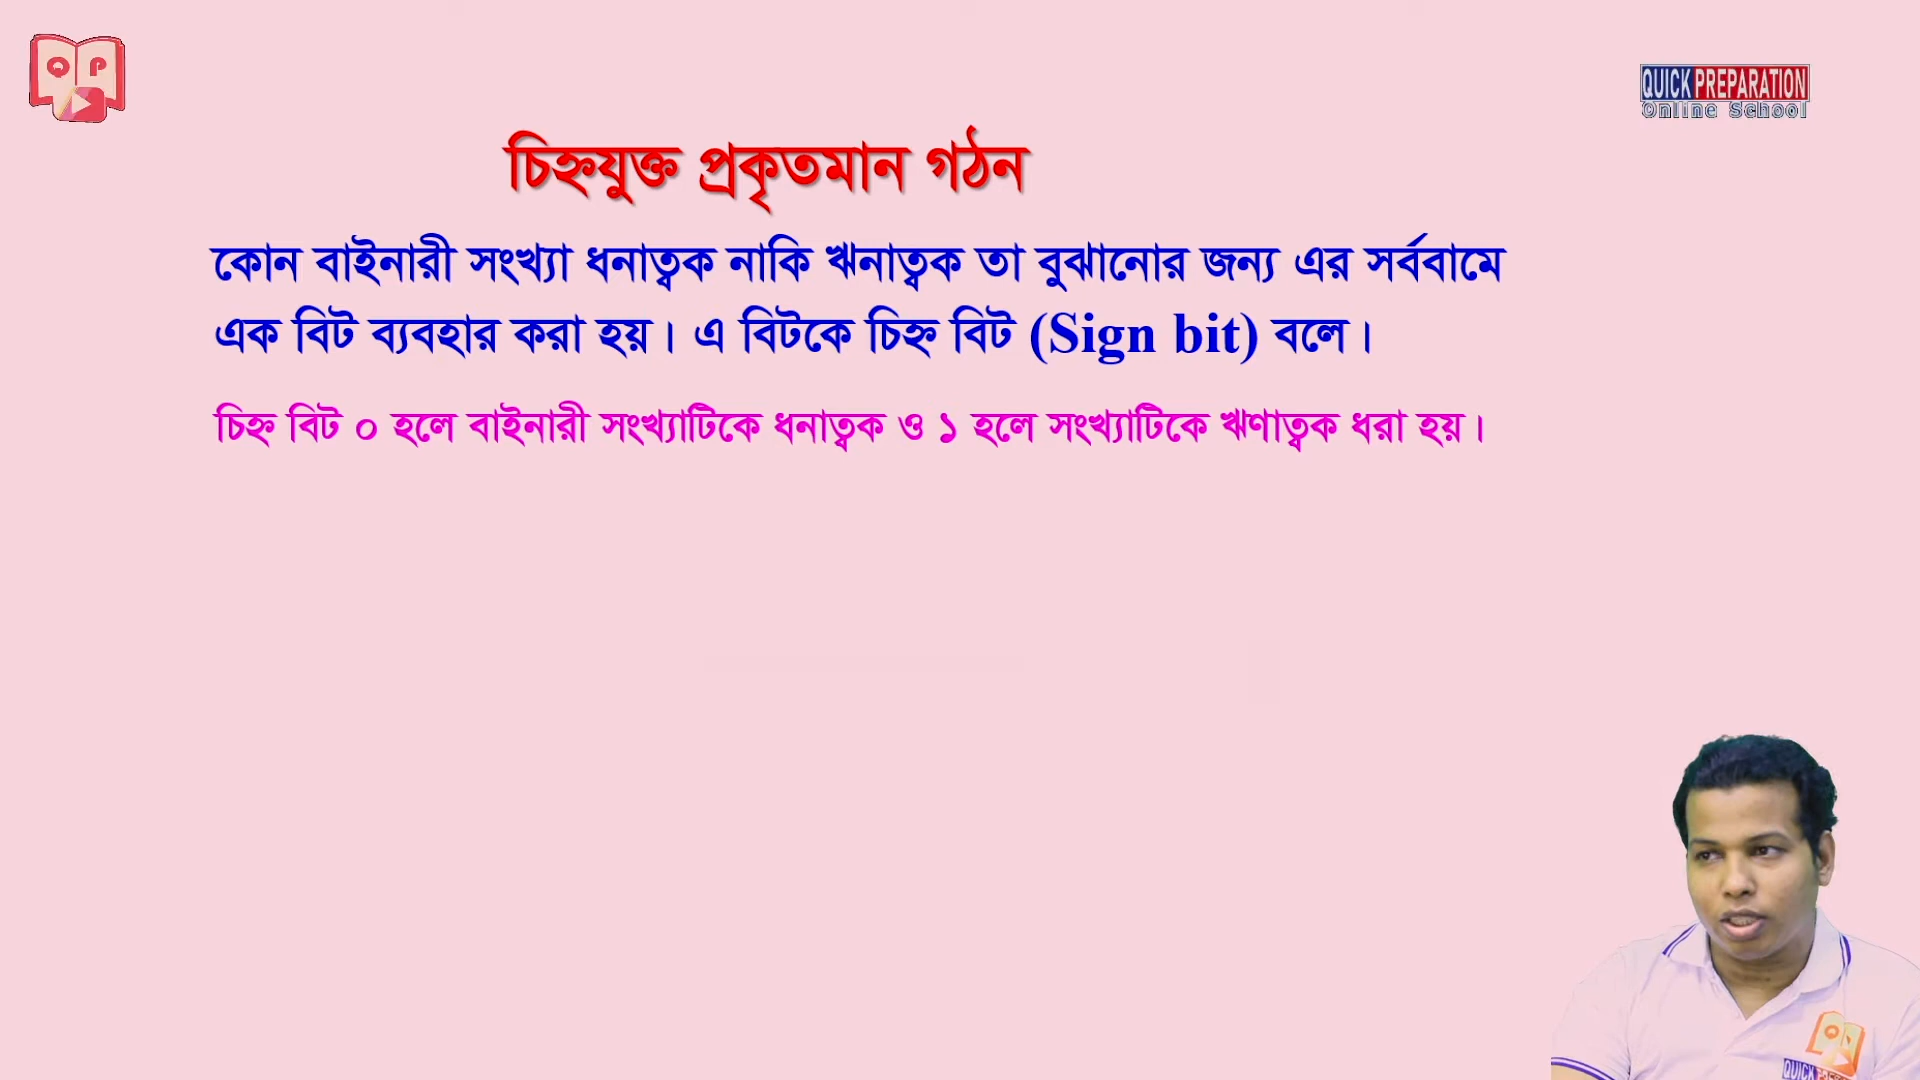 Q P
QUICK PREPARATION
Online School
চিহ্নযুক্ত প্রকৃতমান গঠন
কোন বাইনারী সংখ্যা ধনাত্বক নাকি ঋনাত্বক তা বুঝানোর জন্য এর সর্ববামে
এক বিট ব্যবহার করা হয়। এ বিটকে চিহ্ন বিট (Sign bit) বলে।
চিহ্ন বিট ০ হলে বাইনারী সংখ্যাটিকে ধনাত্বক ও ১ হলে সংখ্যাটিকে ঋণাত্বক ধরা হয়।
QUICK